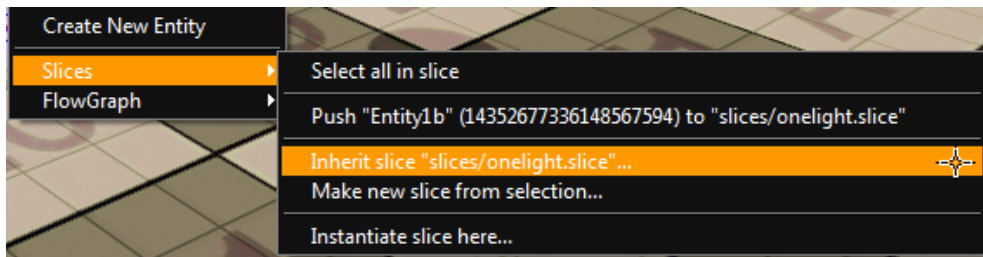 Create New Entity
Slices
FlowGraph
Select all in slice
Push "Entity1b" (14352677336148567594) to "slices/onelight.slice"
Inherit slice "slices/onelight.slice"...
Make new slice from selection...
Instantiate slice here...